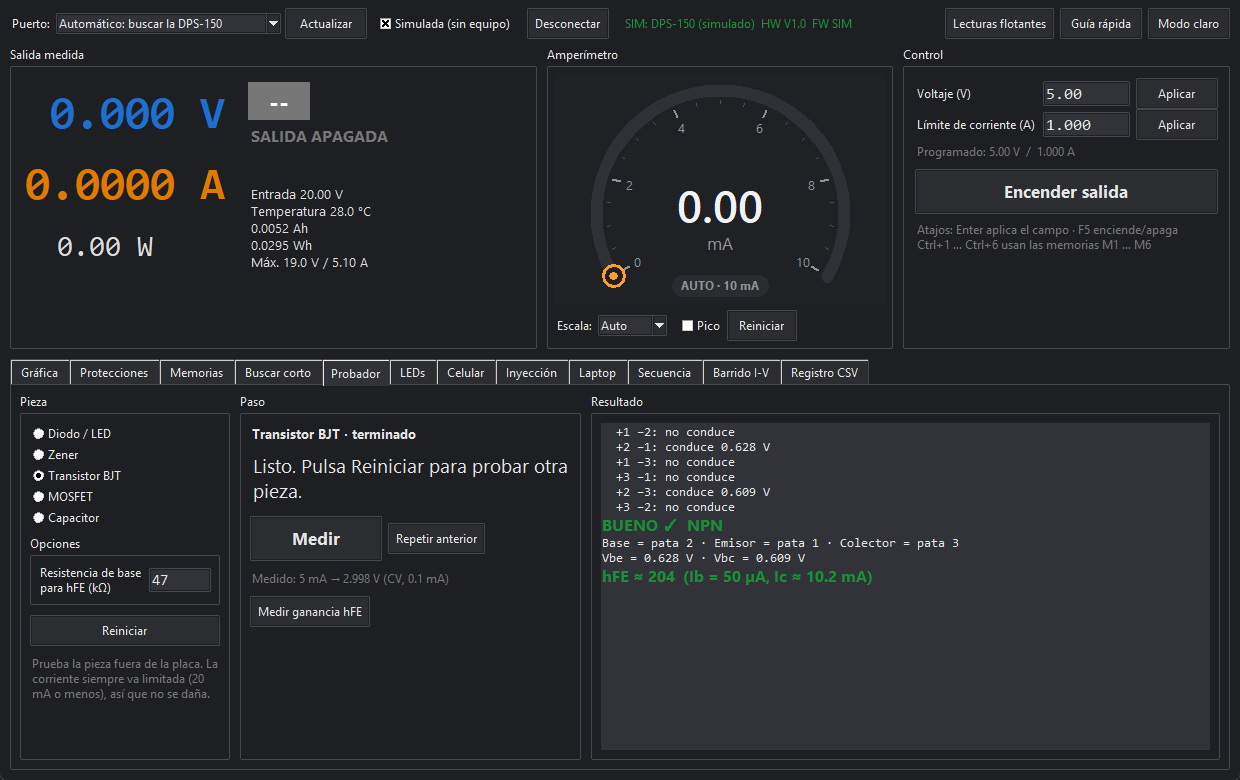 Puerto: Automático: buscar la DPS-150 Actualizar Simulada (sin equipo) Desconectar SIM: DPS-150 (simulado) HW V1.0 FW SIM Lecturas flotantes Guía rápida Modo claro
Salida medida
0.000 V
--
SALIDA APAGADA
0.0000 A
0.00 W
Entrada 20.00 V
Temperatura 28.0 °C
0.0052 Ah
0.0295 Wh
Máx. 19.0 V / 5.10 A
Amperímetro
0
2
4
6
8
10
0.00
mA
AUTO · 10 mA
Escala: Auto Pico Reiniciar
Control
Voltaje (V) 5.00 Aplicar
Límite de corriente (A) 1.000 Aplicar
Programado: 5.00 V / 1.000 A
Encender salida
Atajos: Enter aplica el campo · F5 enciende/apaga
Ctrl+1 ... Ctrl+6 usan las memorias M1 ... M6
Gráfica Protecciones Memorias Buscar corto Probador LEDs Celular Inyección Laptop Secuencia Barrido I-V Registro CSV
Pieza
Diodo / LED
Zener
Transistor BJT
MOSFET
Capacitor
Opciones
Resistencia de base
para hFE (kΩ) 47
Reiniciar
Prueba la pieza fuera de la placa. La
corriente siempre va limitada (20
mA o menos), así que no se daña.
Paso
Transistor BJT · terminado
Listo. Pulsa Reiniciar para probar otra
pieza.
Medir Repetir anterior
Medido: 5 mA → 2.998 V (CV, 0.1 mA)
Medir ganancia hFE
Resultado
+1 −2: no conduce
+2 −1: conduce 0.628 V
+1 −3: no conduce
+3 −1: no conduce
+2 −3: conduce 0.609 V
+3 −2: no conduce
BUENO ✓ NPN
Base = pata 2 · Emisor = pata 1 · Colector = pata 3
Vbe = 0.628 V · Vbc = 0.609 V
hFE ≈ 204 (Ib = 50 µA, Ic ≈ 10.2 mA)